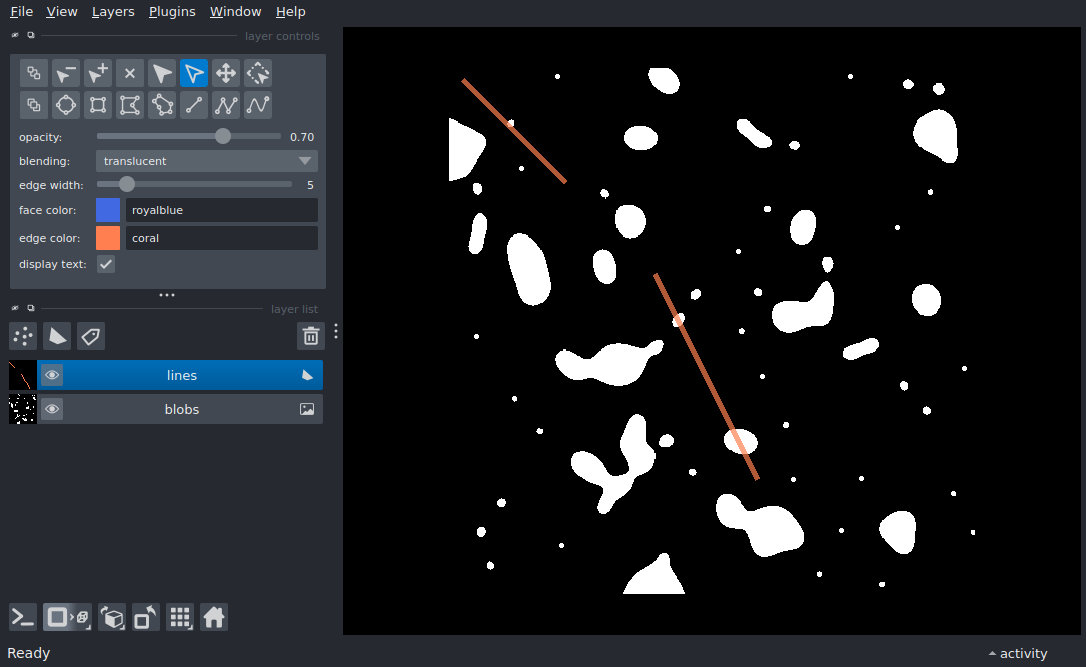 File View Layers Plugins Window Help
layer controls
opacity: 0.70
blending: translucent
edge width: 5
face color: royalblue
edge color: coral
display text:
layer list
lines
blobs
Ready
activity